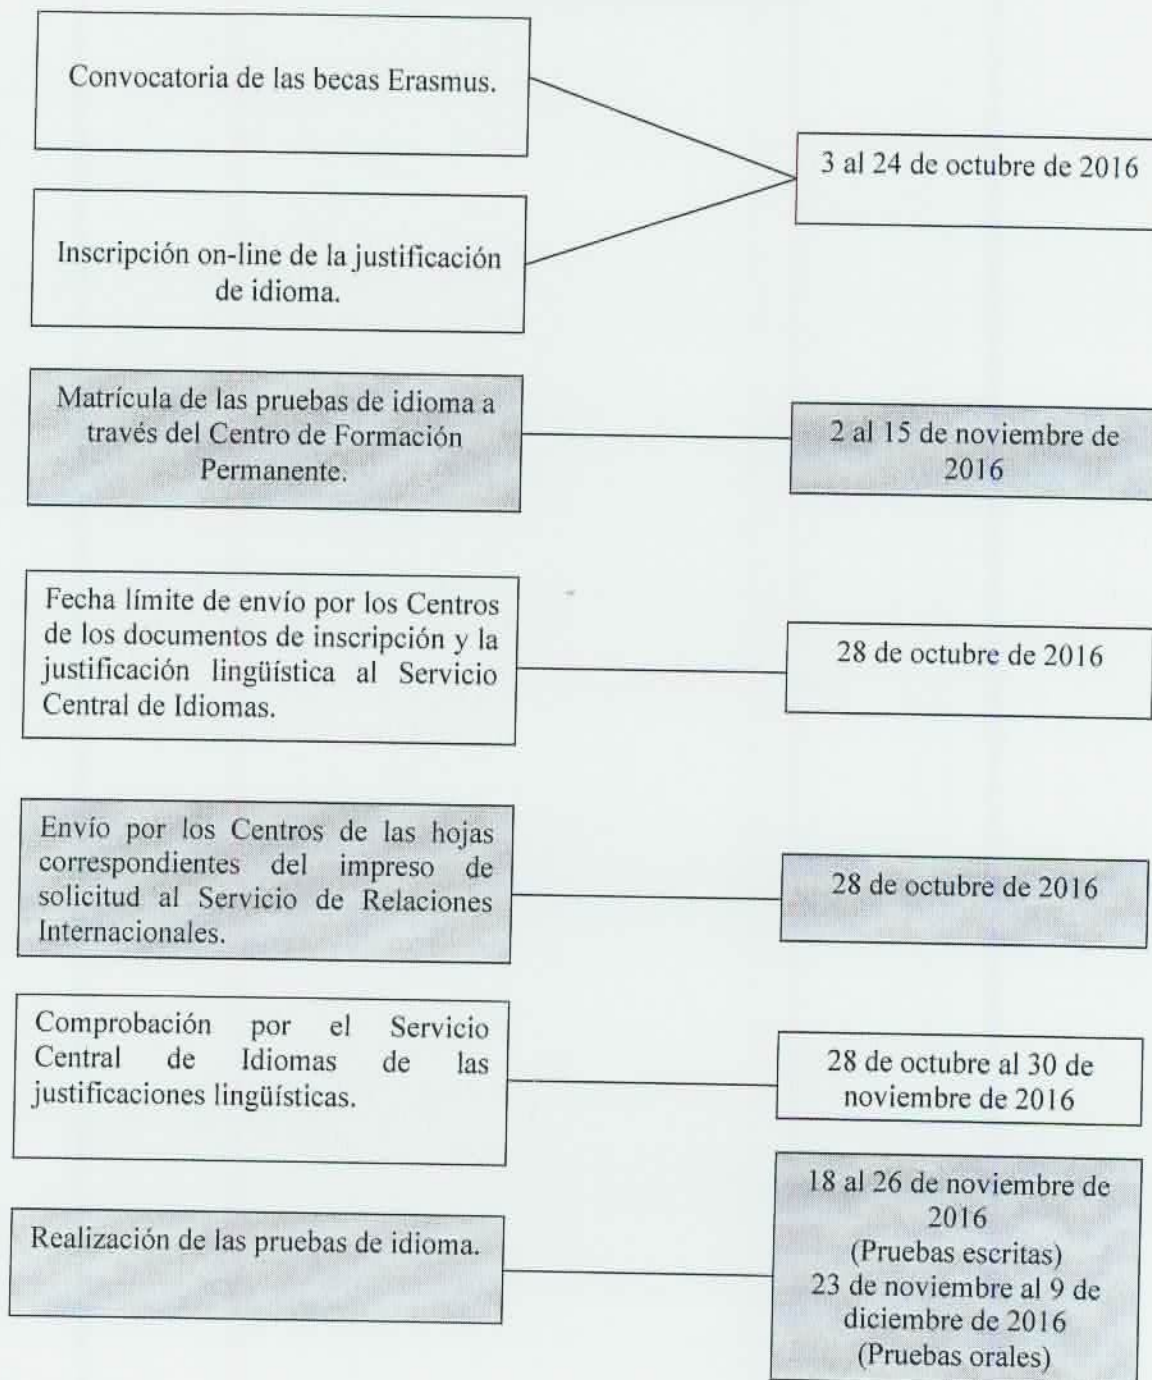 Convocatoria de las becas Erasmus.
3 al 24 de octubre de 2016
Inscripción on-line de la justificación
de idioma.
Matrícula de las pruebas de idioma a
través del Centro de Formación
Permanente.
2 al 15 de noviembre de
2016
Fecha límite de envío por los Centros
de los documentos de inscripción y la
justificación lingüística al Servicio
Central de Idiomas.
28 de octubre de 2016
Envío por los Centros de las hojas
correspondientes del impreso de
solicitud al Servicio de Relaciones
Internacionales.
28 de octubre de 2016
Comprobación por el Servicio
Central de Idiomas de las
justificaciones lingüísticas.
28 de octubre al 30 de
noviembre de 2016
Realización de las pruebas de idioma.
18 al 26 de noviembre de
2016
(Pruebas escritas)
23 de noviembre al 9 de
diciembre de 2016
(Pruebas orales)